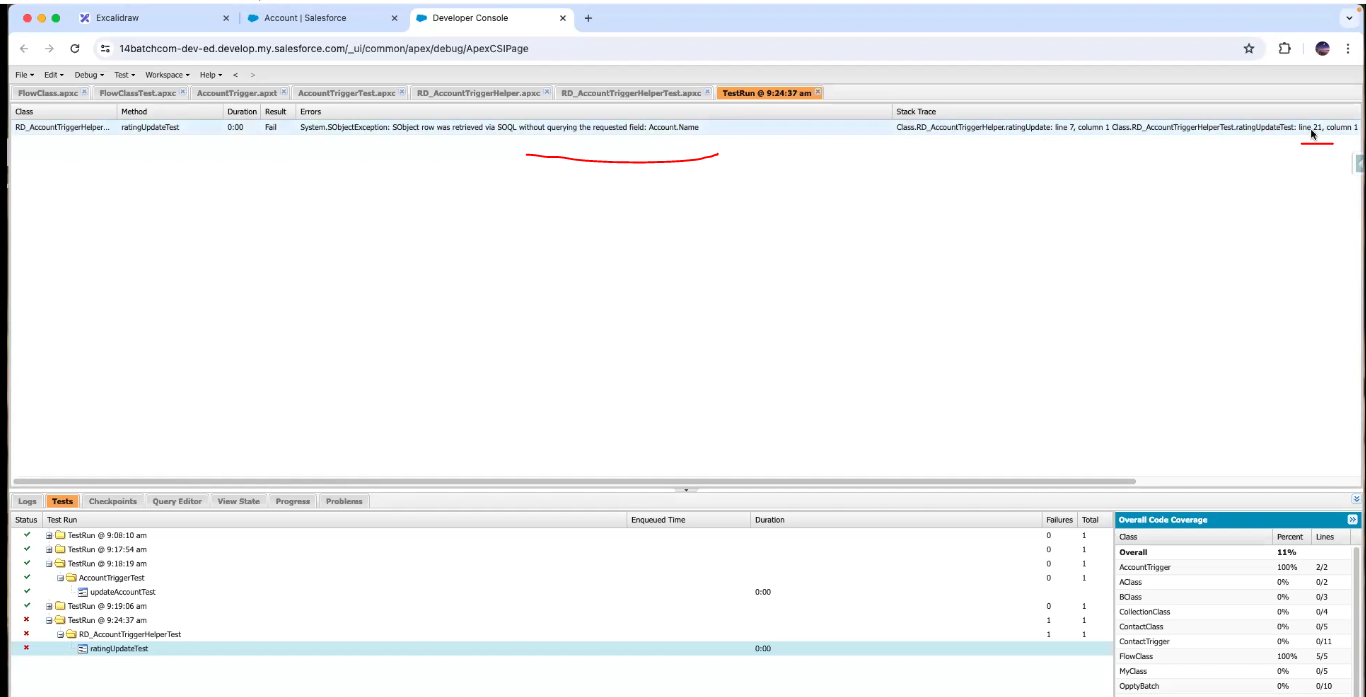 Excalidraw
Account | Salesforce
Developer Console
14batchcom-dev-ed.develop.my.salesforce.com/_ui/common/apex/debug/ApexCSIPage
File Edit Debug Test Workspace Help < >
FlowClass.apxc FlowClassTest.apxc AccountTrigger.apxt AccountTriggerTest.apxc RD_AccountTriggerHelper.apxc RD_AccountTriggerHelperTest.apxc TestRun @ 9:24:37 am
Class Method Duration Result Errors Stack Trace
RD_AccountTriggerHelper... ratingUpdateTest 0:00 Fail System.SObjectException: SObject row was retrieved via SOQL without querying the requested field: Account.Name Class.RD_AccountTriggerHelper.ratingUpdate: line 7, column 1 Class.RD_AccountTriggerHelperTest.ratingUpdateTest: line 21, column 1
Logs Tests Checkpoints Query Editor View State Progress Problems
Status Test Run Enqueued Time Duration Failures Total
TestRun @ 9:08:10 am 0 1
TestRun @ 9:17:54 am 0 1
TestRun @ 9:18:19 am 0 1
AccountTriggerTest 0 1
updateAccountTest 0:00
TestRun @ 9:19:06 am 0 1
TestRun @ 9:24:37 am 1 1
RD_AccountTriggerHelperTest 1 1
ratingUpdateTest 0:00
Overall Code Coverage
Class Percent Lines
Overall 11%
AccountTrigger 100% 2/2
AClass 0% 0/2
BClass 0% 0/3
CollectionClass 0% 0/4
ContactClass 0% 0/5
ContactTrigger 0% 0/11
FlowClass 100% 5/5
MyClass 0% 0/5
OpptyBatch 0% 0/10